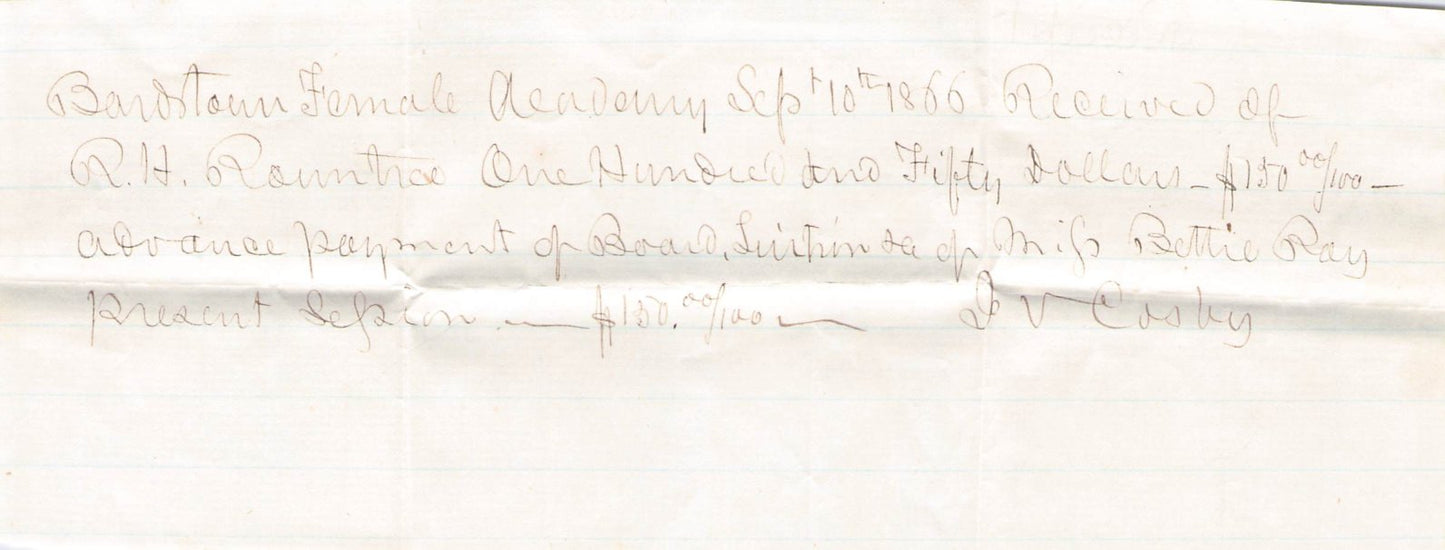 Bardstown Female Academy Sept 10th 1866 Received of
R. H. Rountree One Hundred and Fifty Dollars - $150 00/100 -
advance payment of Board, Tuition &c of Miss Bettie Ray
present Session. — $150.00/100 — J V Cosby